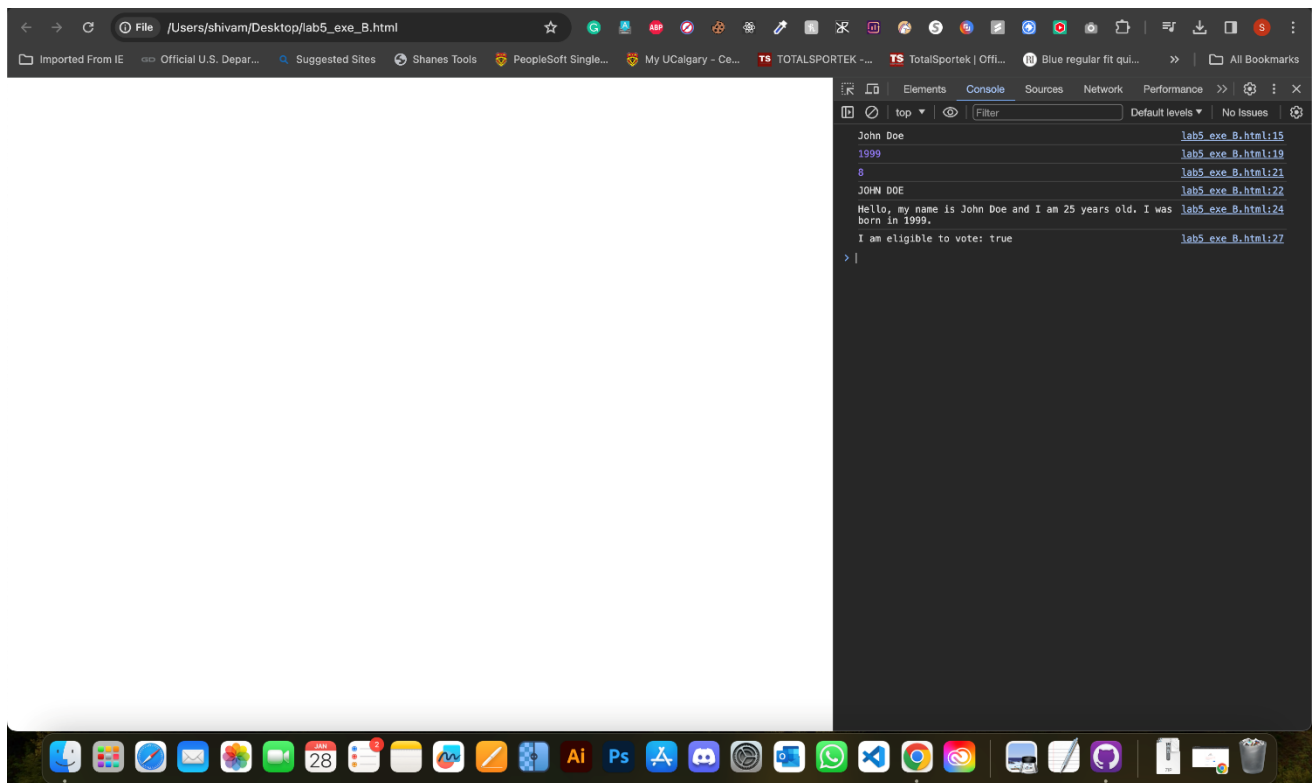 File /Users/shivam/Desktop/lab5_exe_B.html
Imported From IE Official U.S. Depar... Suggested Sites Shanes Tools PeopleSoft Single... My UCalgary - Ce... TS TOTALSPORTEK -... TS TotalSportek | Offi... Blue regular fit qui... » All Bookmarks
Elements Console Sources Network Performance »
top Filter Default levels No Issues
John Doe lab5_exe_B.html:15
1999 lab5_exe_B.html:19
8 lab5_exe_B.html:21
JOHN DOE lab5_exe_B.html:22
Hello, my name is John Doe and I am 25 years old. I was lab5_exe_B.html:24
born in 1999.
I am eligible to vote: true lab5_exe_B.html:27
>
JAN
28
2
Ai
Ps